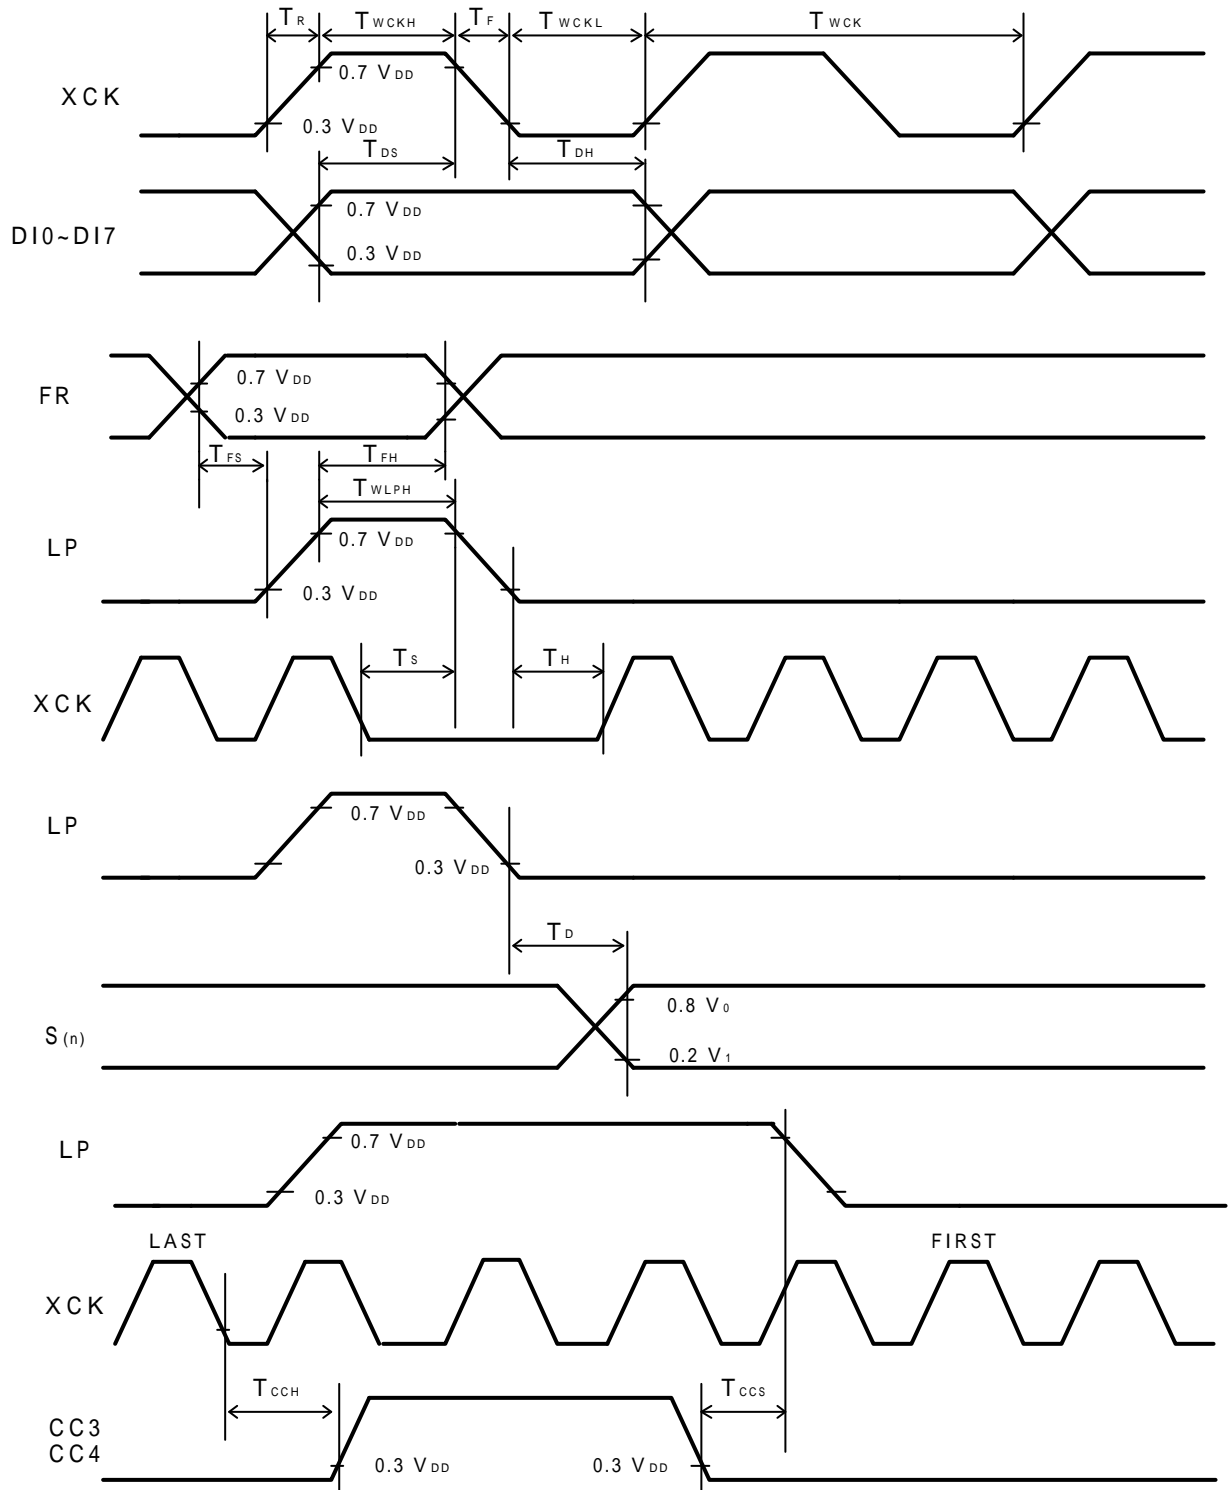 TR TWCKH TF TWCKL TWCK
XCK
0.7 VDD
0.3 VDD
TDS TDH
DI0~DI7
0.7 VDD
0.3 VDD
FR
0.7 VDD
0.3 VDD
TFS TFH
TWLPH
LP
0.7 VDD
0.3 VDD
TS TH
XCK
LP
0.7 VDD
0.3 VDD
TD
S(n)
0.8 V0
0.2 V1
LP
0.7 VDD
0.3 VDD
LAST FIRST
XCK
TCCH TCCS
CC3
CC4
0.3 VDD 0.3 VDD